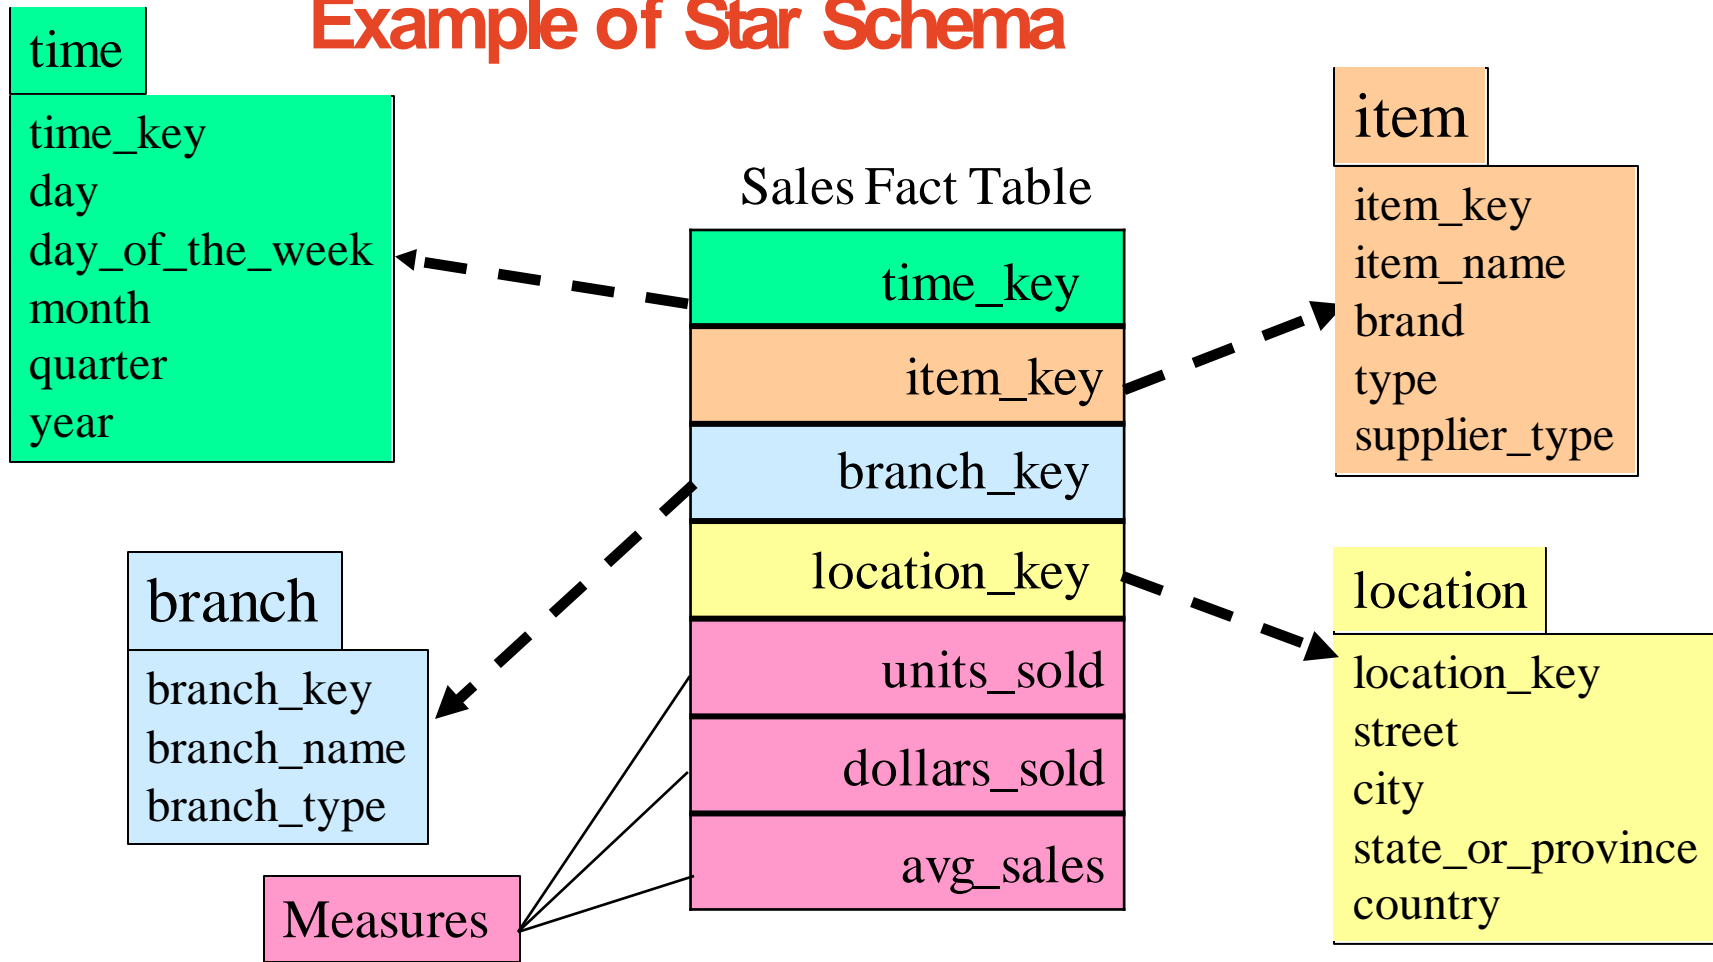 Example of Star Schema
time
time_key
day
day_of_the_week
month
quarter
year
item
item_key
item_name
brand
type
supplier_type
Sales Fact Table
time_key
item_key
branch_key
location_key
units_sold
dollars_sold
avg_sales
branch
branch_key
branch_name
branch_type
location
location_key
street
city
state_or_province
country
Measures